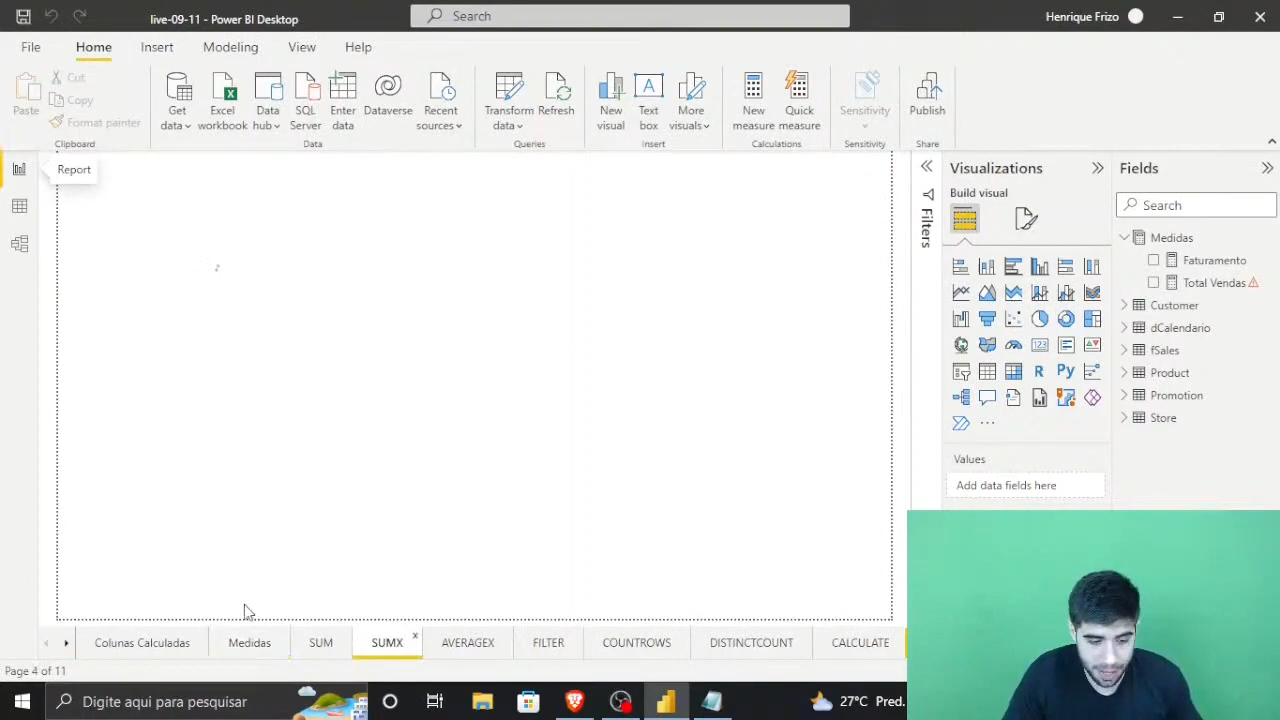 live-09-11 - Power BI Desktop
Search
Henrique Frizo
File
Home
Insert
Modeling
View
Help
Paste
Cut
Copy
Format painter
Get data
Excel workbook
Data hub
SQL Server
Enter data
Dataverse
Recent sources
Transform data
Refresh
New visual
Text box
More visuals
New measure
Quick measure
Sensitivity
Publish
Clipboard
Data
Queries
Insert
Calculations
Sensitivity
Share
Report
Filters
Visualizations
Build visual
123
R
Py
Values
Add data fields here
Fields
Search
Medidas
Faturamento
Total Vendas
Customer
dCalendario
fSales
Product
Promotion
Store
Colunas Calculadas
Medidas
SUM
SUMX
x
AVERAGEX
FILTER
COUNTROWS
DISTINCTCOUNT
CALCULATE
Page 4 of 11
Digite aqui para pesquisar
27°C Pred.